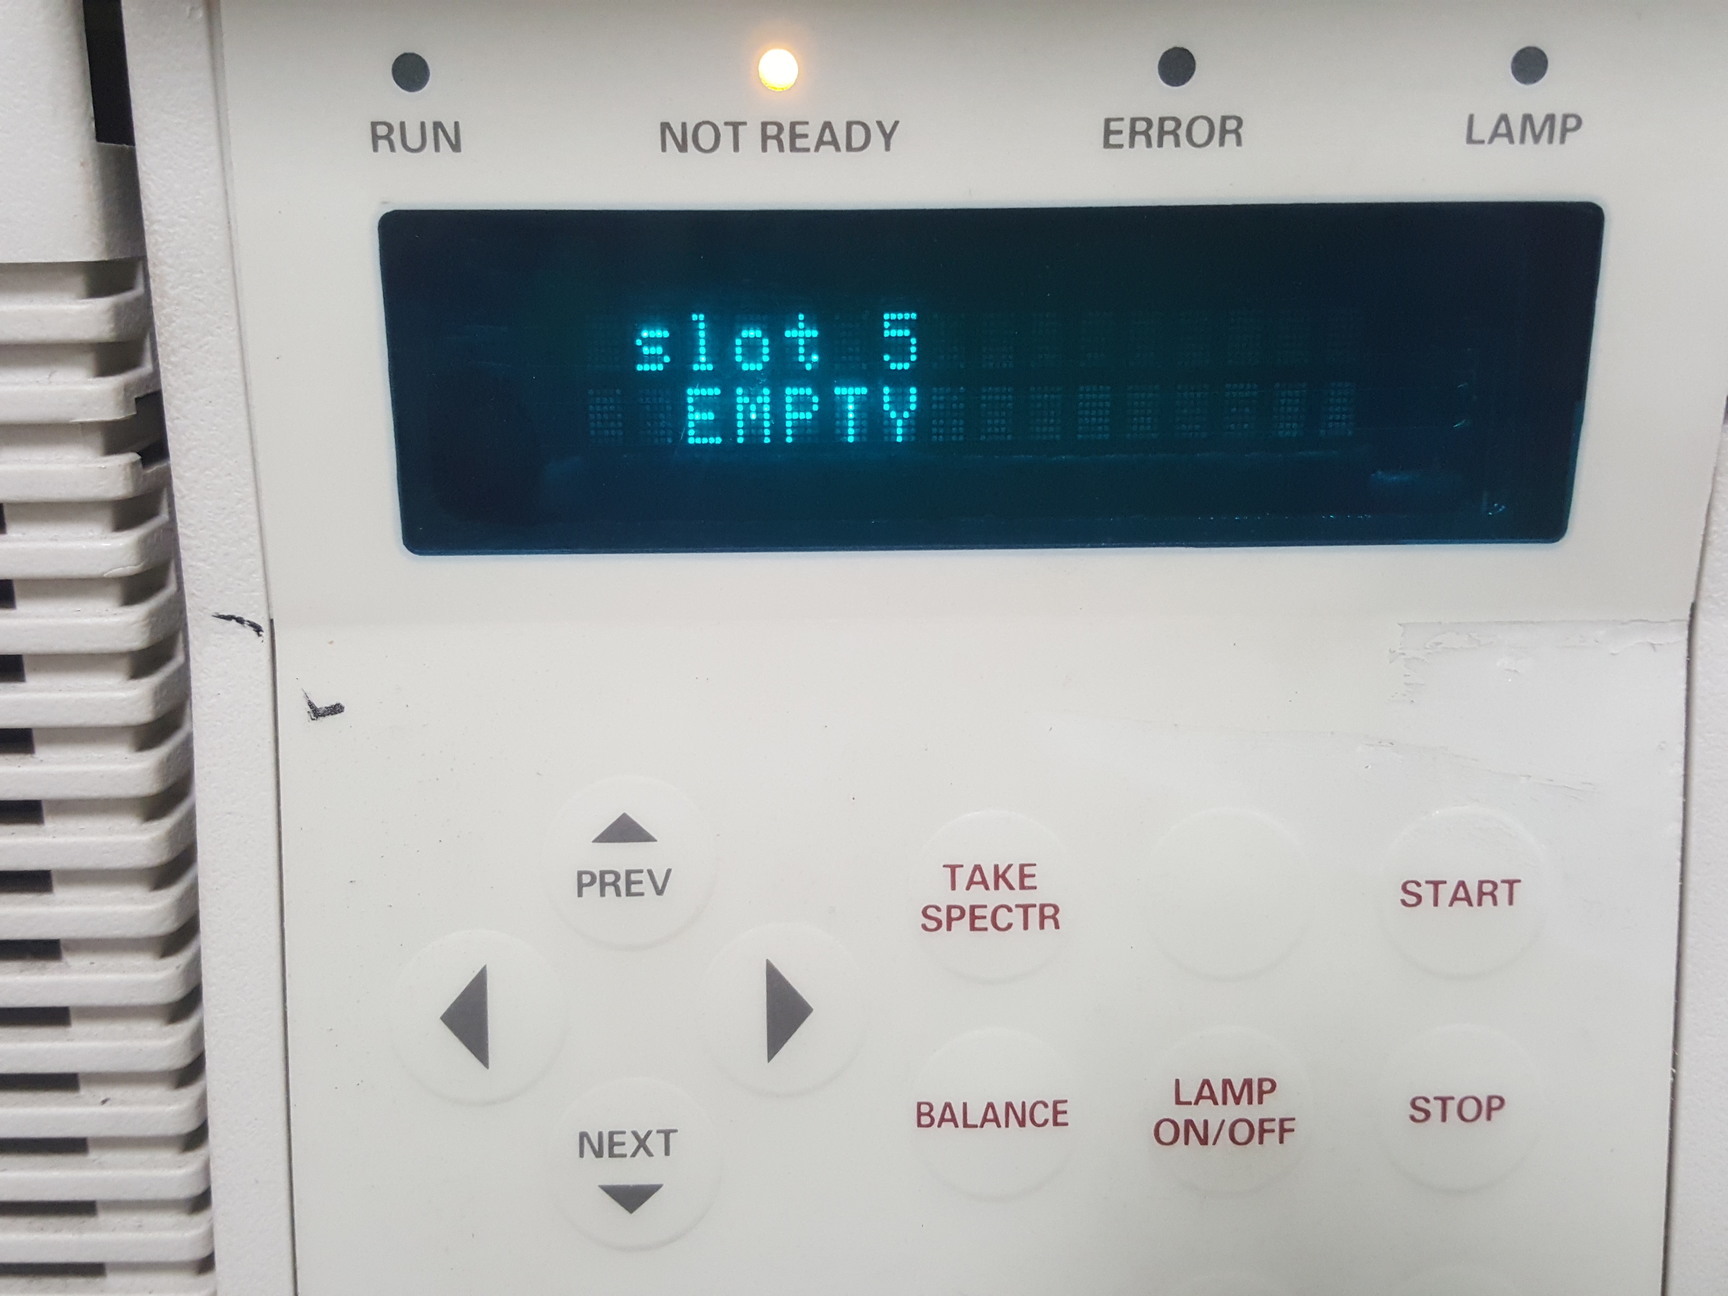 RUN NOT READY ERROR LAMP
slot 5
EMPTY
PREV
TAKE
SPECTR
START
NEXT
BALANCE
LAMP
ON/OFF
STOP